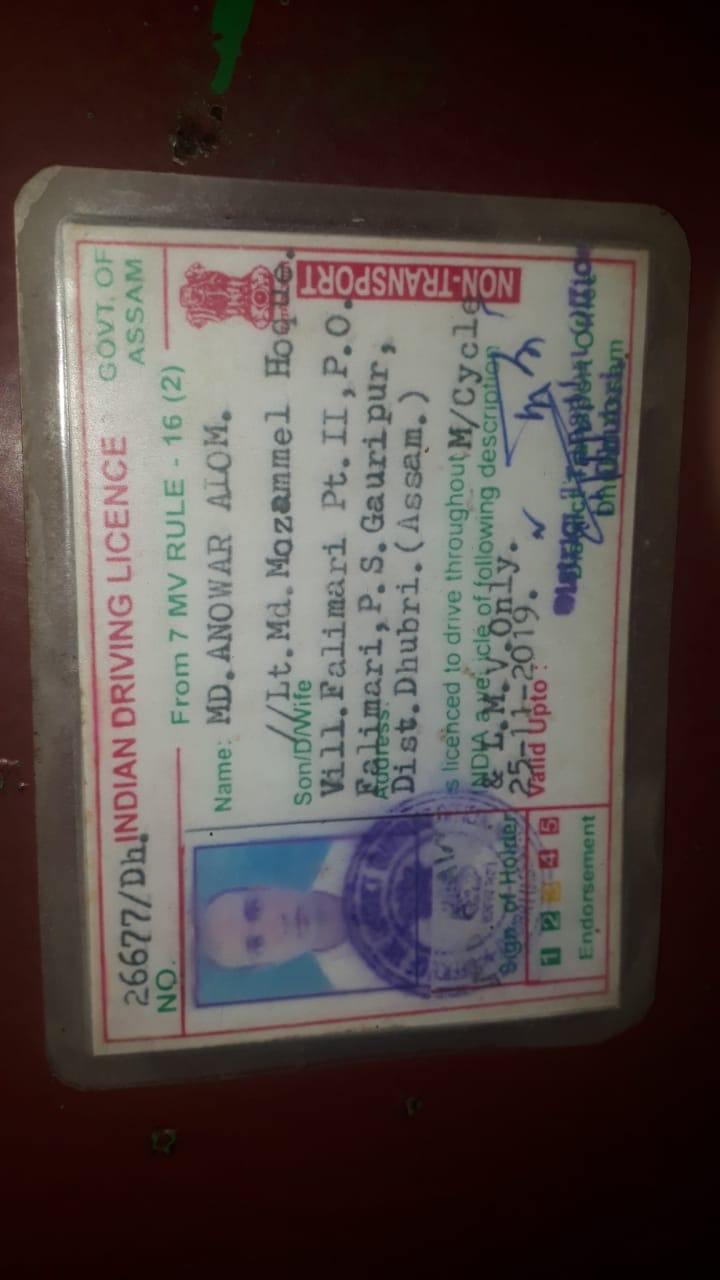 26677/Dh.
NO.
INDIAN DRIVING LICENCE
GOVT. OF
ASSAM
From 7 MV RULE - 16 (2)
Name: MD.ANOWAR ALOM.
Son/D/Wife //Lt.Md.Mozammel Hoque.
Vill.Falimari Pt.II,P.O.
Address: Falimari,P.S.Gauripur,
Dist.Dhubri.(Assam.)
NON-TRANSPORT
is licenced to drive throughout M/Cycle
INDIA a vehicle of following description
& L.M.V.Only.
25-11-2019.
Valid Upto :
District Transport Officer
Sign. of Holder
1 2 3 4 5
Endorsement